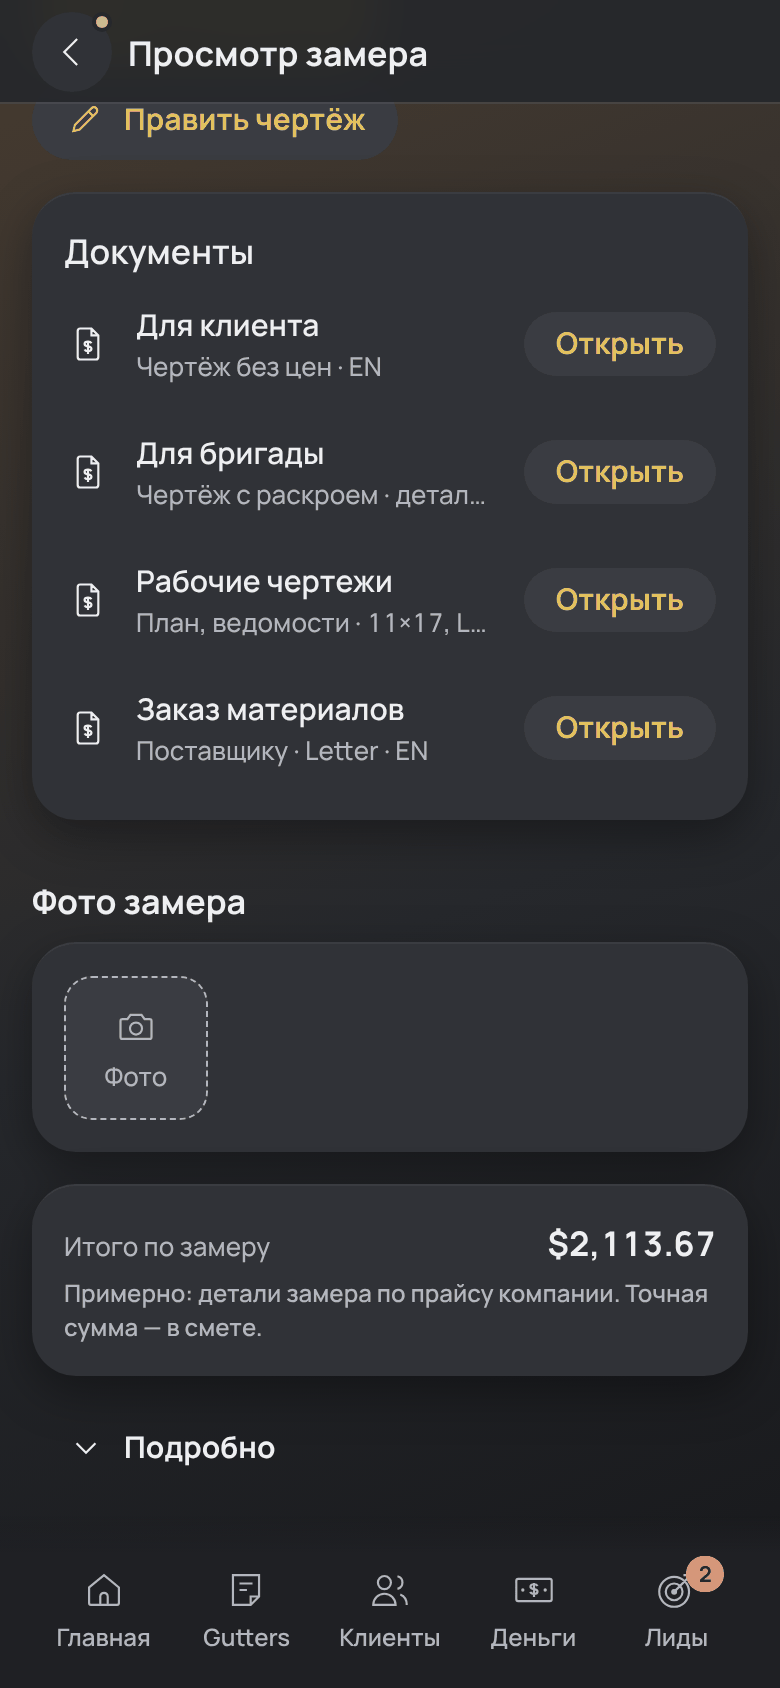 Просмотр замера
Править чертёж
Документы
Для клиента
Чертёж без цен · EN
Открыть
Для бригады
Чертёж с раскроем · детал...
Открыть
Рабочие чертежи
План, ведомости · 11×17, L...
Открыть
Заказ материалов
Поставщику · Letter · EN
Открыть
Фото замера
Фото
Итого по замеру
$2,113.67
Примерно: детали замера по прайсу компании. Точная
сумма — в смете.
Подробно
2
Главная
Gutters
Клиенты
Деньги
Лиды